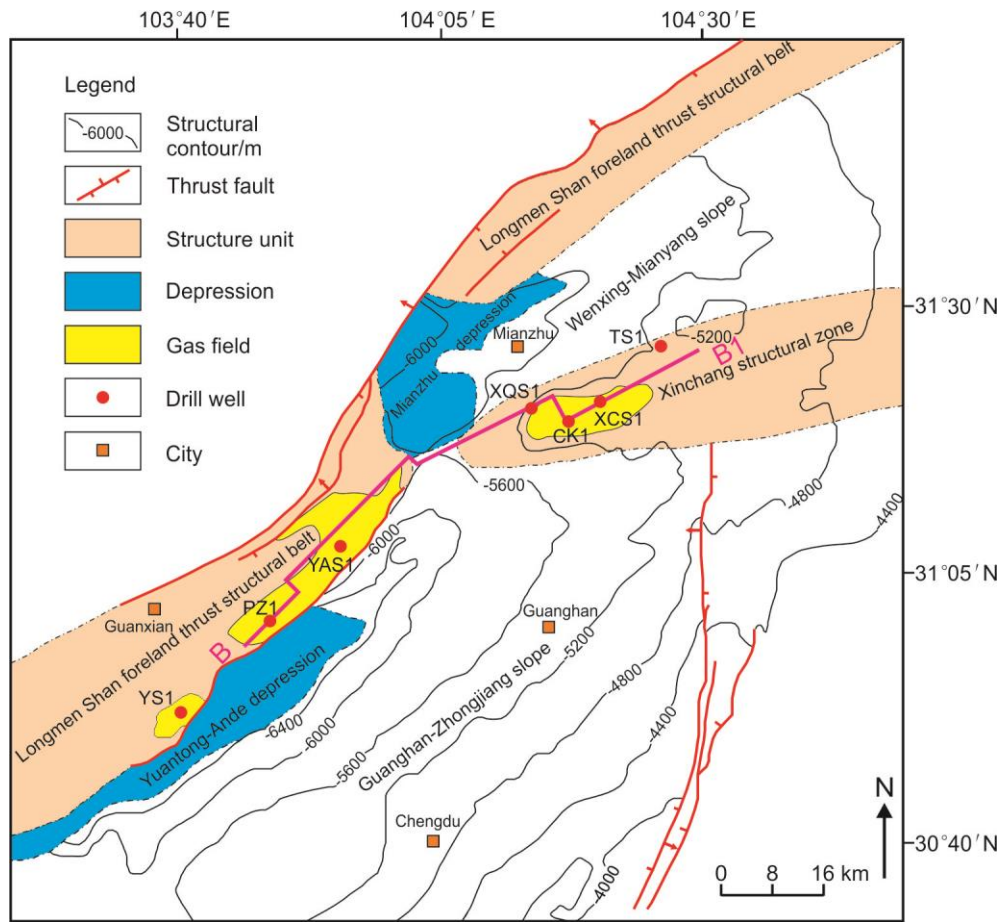 103°40′E
104°05′E
104°30′E
Legend
-6000
Structural
contour/m
Thrust fault
Structure unit
Depression
Gas field
Drill well
City
Longmen Shan foreland thrust structural belt
Wenxing-Mianyang slope
31°30′N
-6000
Mianzhu depression
Mianzhu
TS1
-5200
B1
Xinchang structural zone
XQS1
XCS1
CK1
-5600
-4800
-4400
-6000
YAS1
31°05′N
Longmen Shan foreland thrust structural belt
PZ1
Guanxian
B
Guanghan
-5200
-4800
YS1
Yuantong-Ande depression
-6400
-6000
-5600
Guanghan-Zhongjiang slope
-4400
Chengdu
-4000
N
30°40′N
0 8 16 km